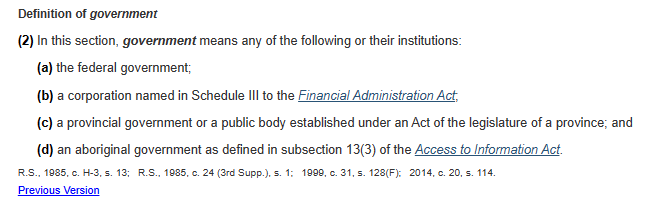 Definition of government
(2) In this section, government means any of the following or their institutions:
(a) the federal government;
(b) a corporation named in Schedule III to the Financial Administration Act;
(c) a provincial government or a public body established under an Act of the legislature of a province; and
(d) an aboriginal government as defined in subsection 13(3) of the Access to Information Act.
R.S., 1985, c. H-3, s. 13; R.S., 1985, c. 24 (3rd Supp.), s. 1; 1999, c. 31, s. 128(F); 2014, c. 20, s. 114.
Previous Version